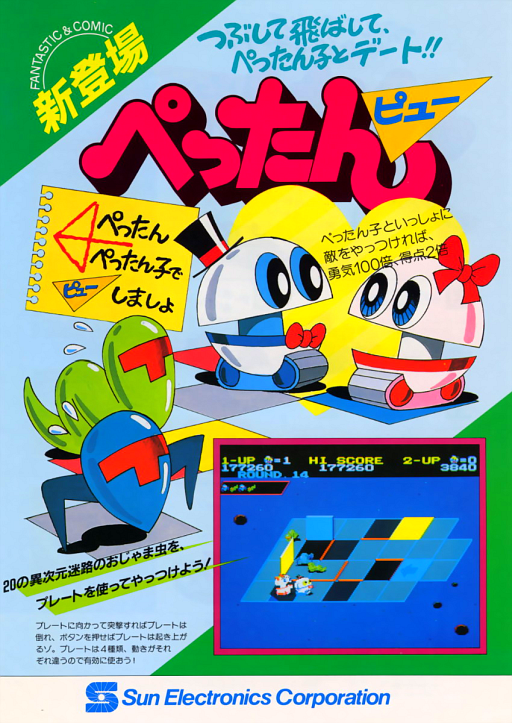 FANTASTIC & COMIC
新登場
つぶして飛ばして、
ぺったん子とデート!!
ぺったん
ピュー
ぺったん
ぺったん子で
ピュー
しましょ
ぺったん子といっしょに
敵をやっつければ、
勇気100倍、得点2倍
1-UP =1 HI SCORE 2-UP =0
177260 177260 3840
ROUND. 14
20の異次元迷路のおじゃま虫を、
プレートを使ってやっつけよう!
プレートに向かって突撃すればプレートは
倒れ、ボタンを押せばプレートは起き上が
るゾ。プレートは4種類、動きがそれ
ぞれ違うので有効に使おう!
Sun Electronics Corporation